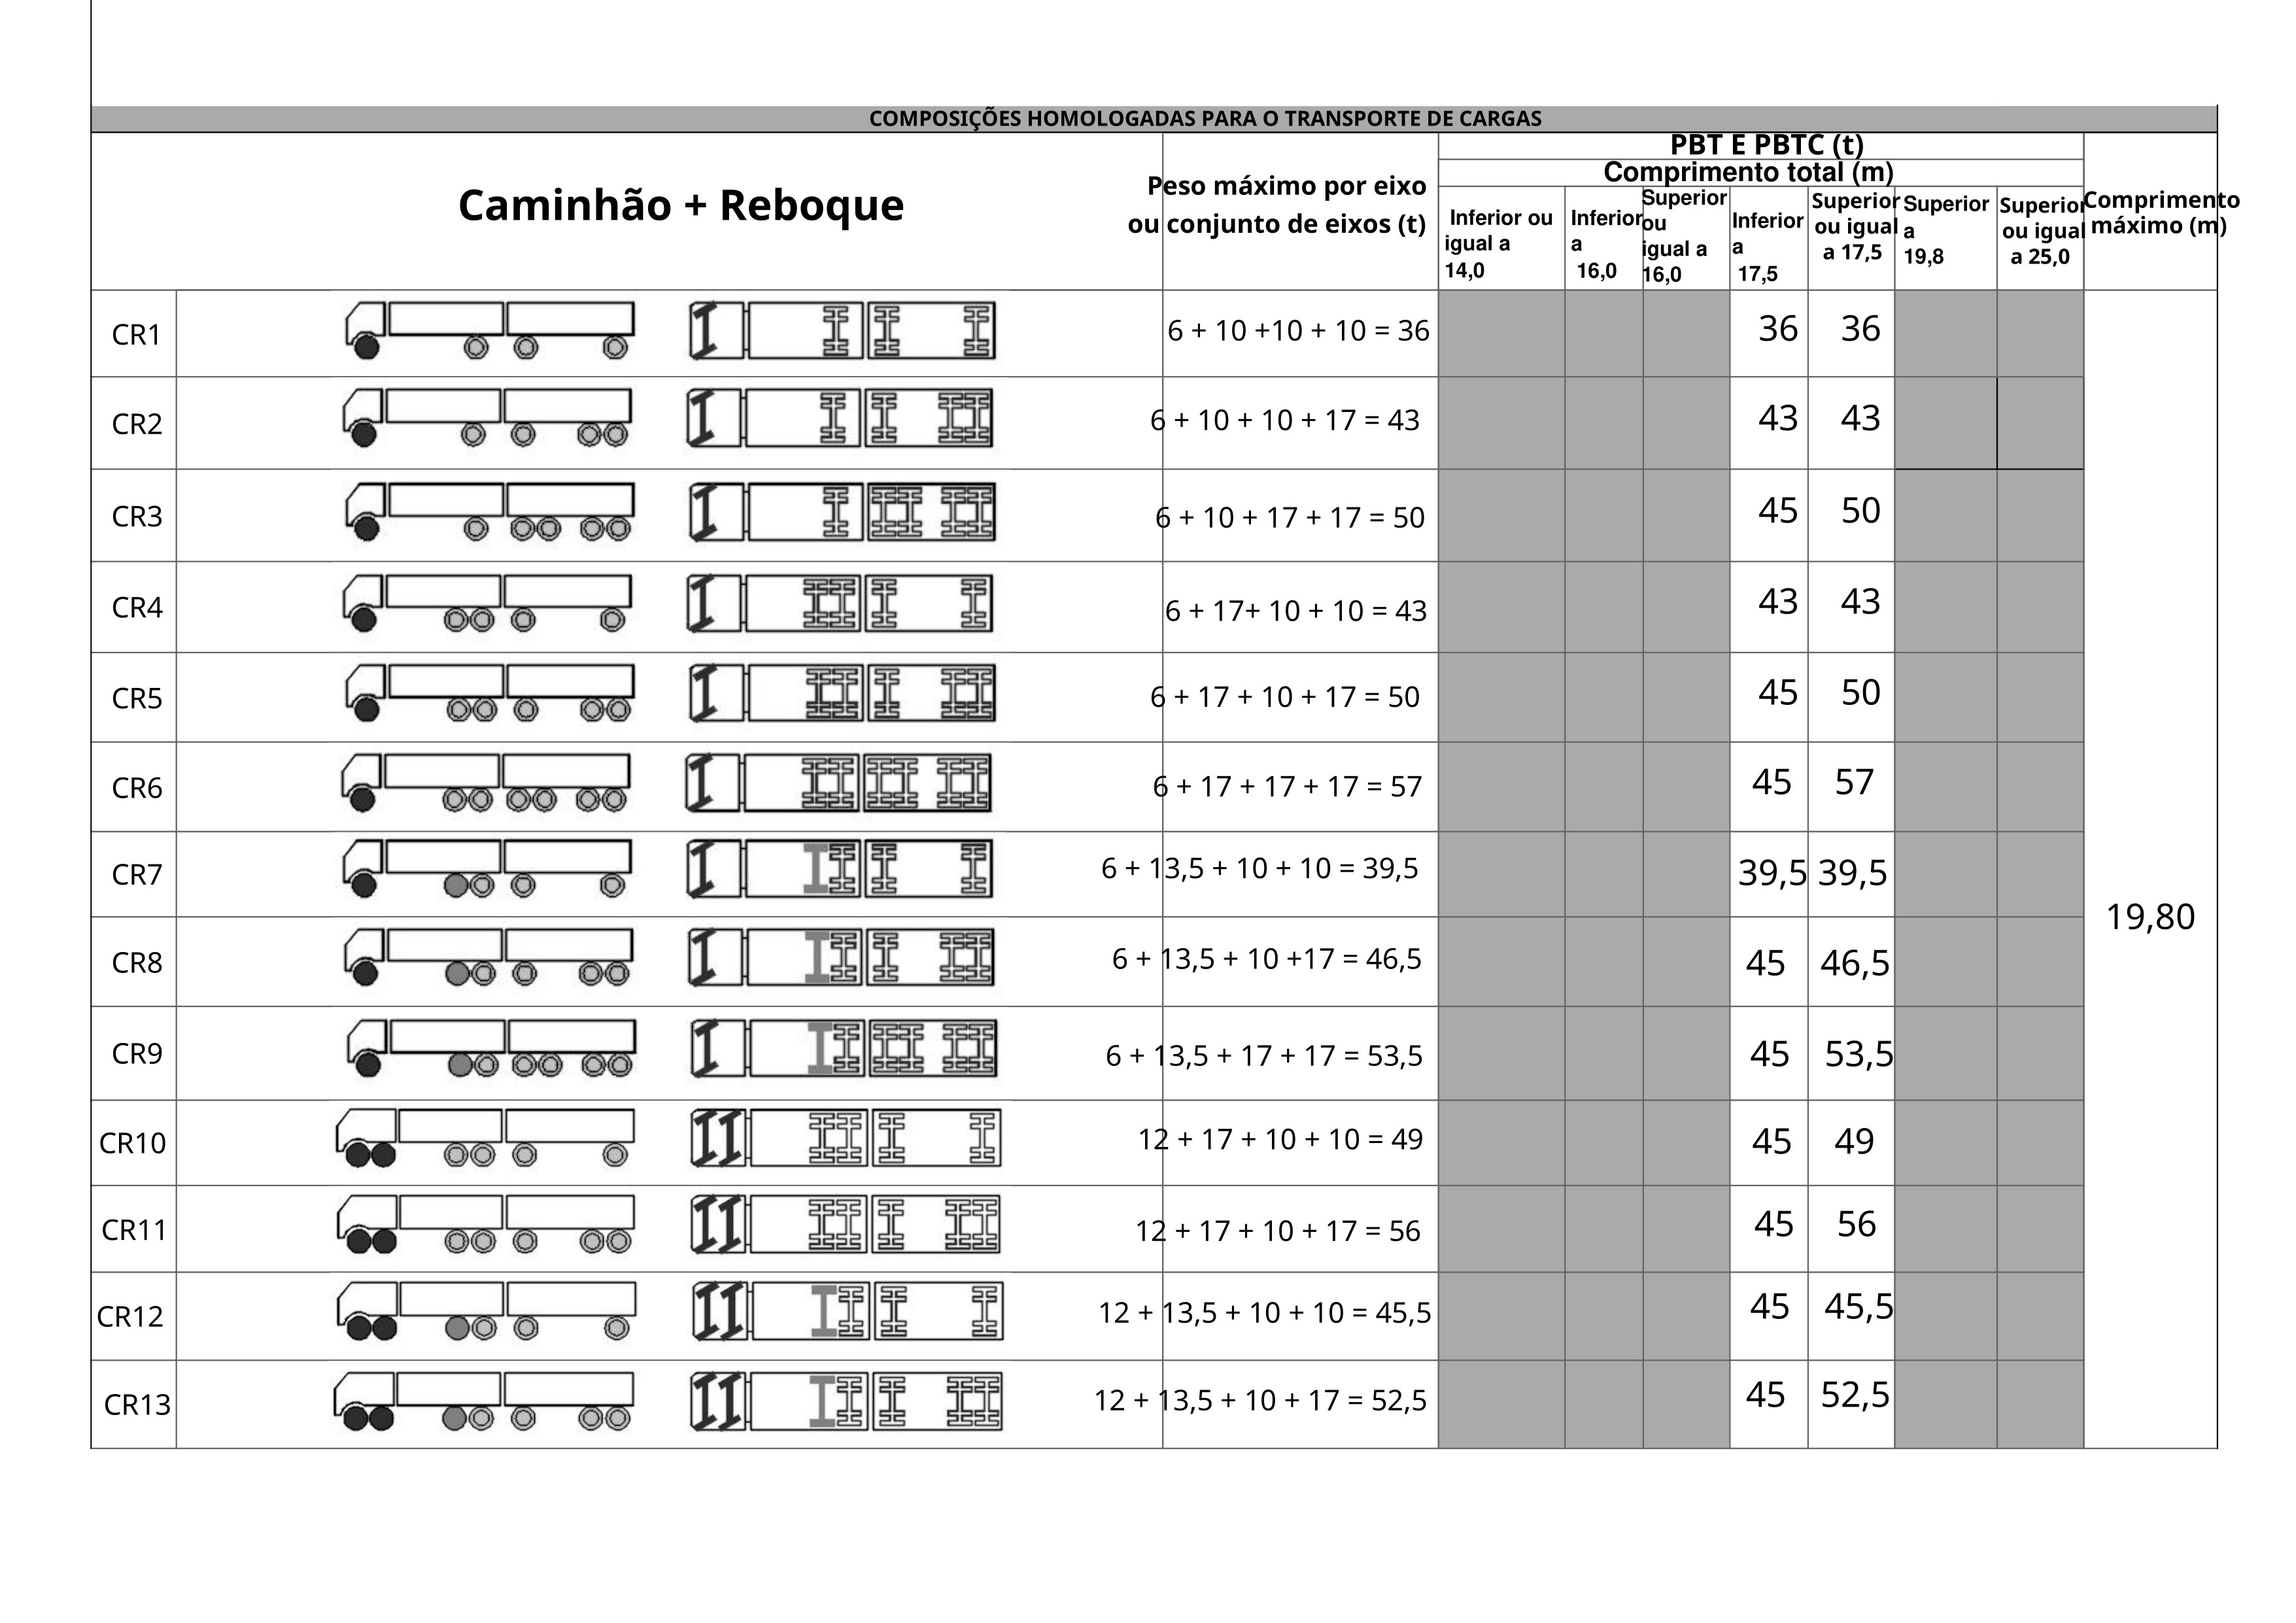 COMPOSIÇÕES HOMOLOGADAS PARA O TRANSPORTE DE CARGAS
Caminhão + Reboque
Peso máximo por eixo
ou conjunto de eixos (t)
PBT E PBTC (t)
Comprimento total (m)
Inferior ou
igual a
14,0
Inferior
a
16,0
Superior
ou
igual a
16,0
Inferior
a
17,5
Superior
ou igual
a 17,5
Superior
a
19,8
Superior
ou igual
a 25,0
Comprimento
máximo (m)
CR1 6 + 10 +10 + 10 = 36 36 36
CR2 6 + 10 + 10 + 17 = 43 43 43
CR3 6 + 10 + 17 + 17 = 50 45 50
CR4 6 + 17+ 10 + 10 = 43 43 43
CR5 6 + 17 + 10 + 17 = 50 45 50
CR6 6 + 17 + 17 + 17 = 57 45 57
CR7 6 + 13,5 + 10 + 10 = 39,5 39,5 39,5
19,80
CR8 6 + 13,5 + 10 +17 = 46,5 45 46,5
CR9 6 + 13,5 + 17 + 17 = 53,5 45 53,5
CR10 12 + 17 + 10 + 10 = 49 45 49
CR11 12 + 17 + 10 + 17 = 56 45 56
CR12 12 + 13,5 + 10 + 10 = 45,5 45 45,5
CR13 12 + 13,5 + 10 + 17 = 52,5 45 52,5